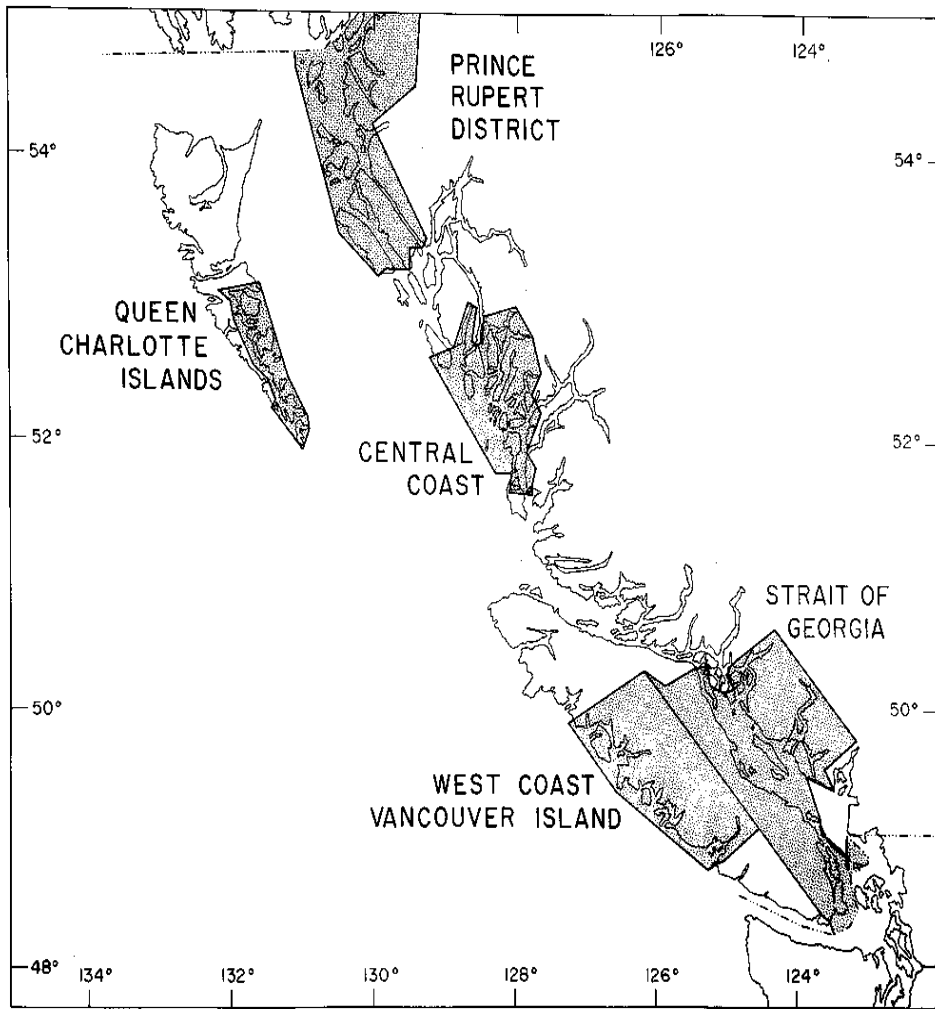 126° 124°
PRINCE
RUPERT
DISTRICT
54° 54°
QUEEN
CHARLOTTE
ISLANDS
52° 52°
CENTRAL
COAST
STRAIT OF
GEORGIA
50° 50°
WEST COAST
VANCOUVER ISLAND
48°
134° 132° 130° 128° 126° 124°